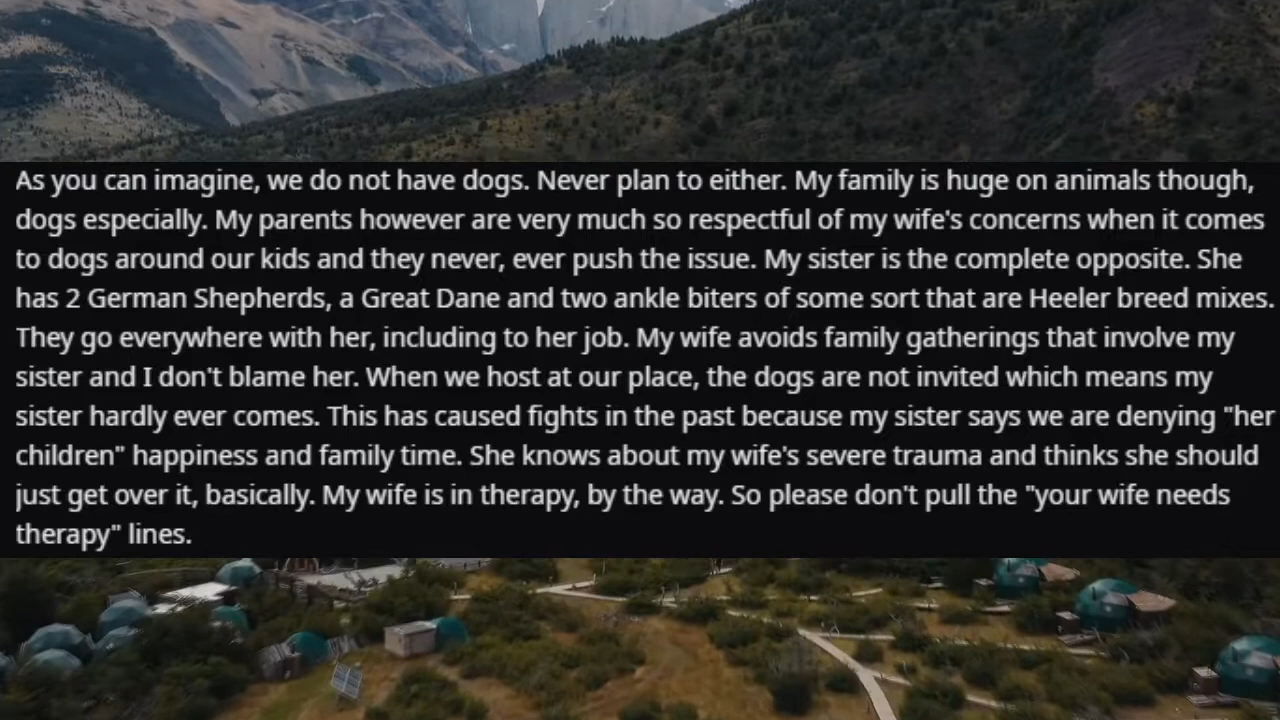 As you can imagine, we do not have dogs. Never plan to either. My family is huge on animals though,
dogs especially. My parents however are very much so respectful of my wife's concerns when it comes
to dogs around our kids and they never, ever push the issue. My sister is the complete opposite. She
has 2 German Shepherds, a Great Dane and two ankle biters of some sort that are Heeler breed mixes.
They go everywhere with her, including to her job. My wife avoids family gatherings that involve my
sister and I don't blame her. When we host at our place, the dogs are not invited which means my
sister hardly ever comes. This has caused fights in the past because my sister says we are denying "her
children" happiness and family time. She knows about my wife's severe trauma and thinks she should
just get over it, basically. My wife is in therapy, by the way. So please don't pull the "your wife needs
therapy" lines.